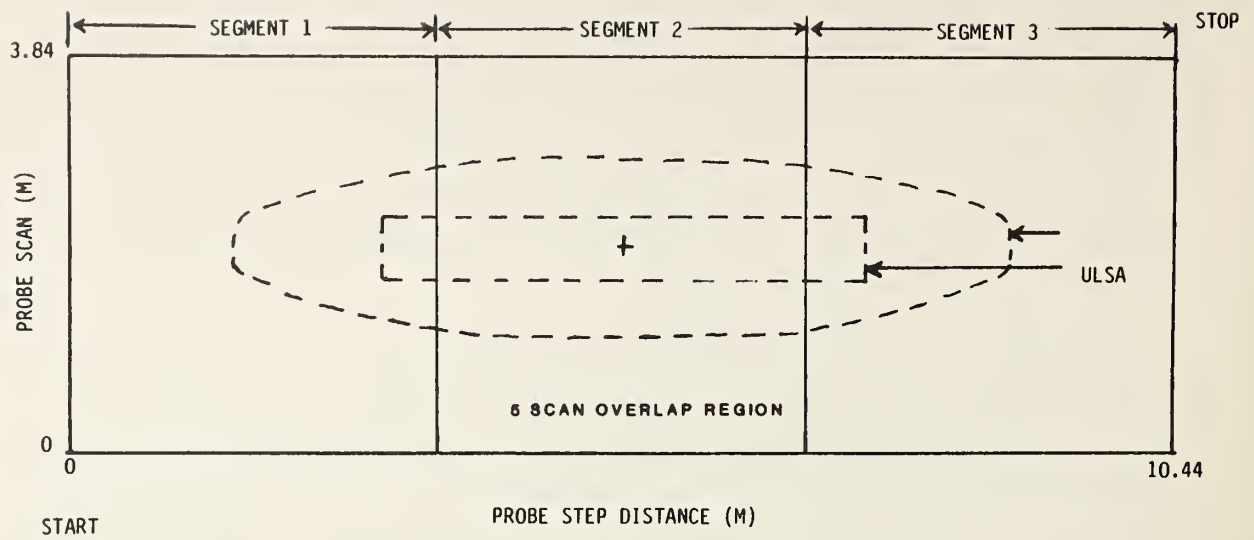 SEGMENT 1
SEGMENT 2
SEGMENT 3
STOP
3.84
PROBE SCAN (M)
ULSA
5 SCAN OVERLAP REGION
0
0
10.44
PROBE STEP DISTANCE (M)
START